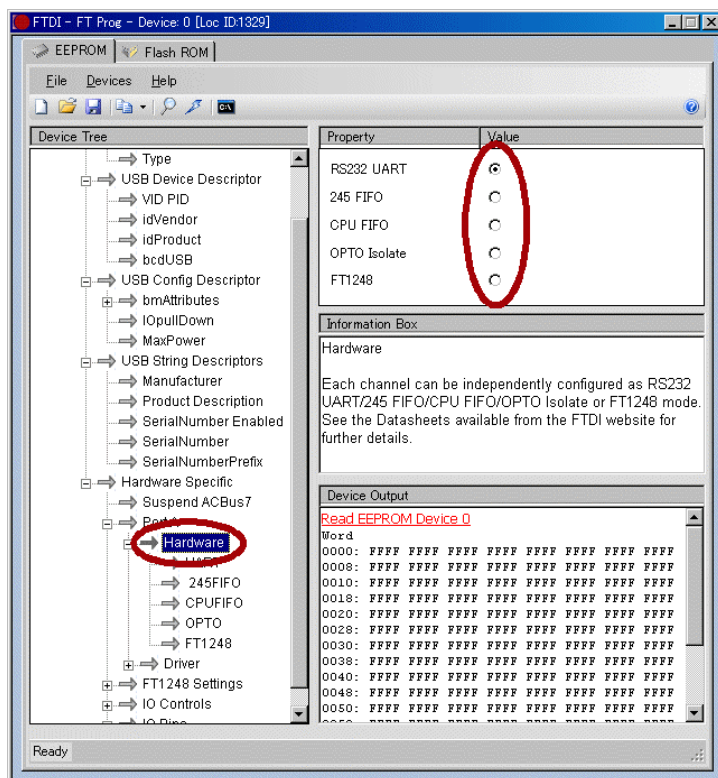 FTDI - FT Prog - Device: 0 [Loc ID:1329]
EEPROM Flash ROM
File Devices Help
Device Tree
Type
USB Device Descriptor
VID PID
idVendor
idProduct
bcdUSB
USB Config Descriptor
bmAttributes
IOpullDown
MaxPower
USB String Descriptors
Manufacturer
Product Description
SerialNumber Enabled
SerialNumber
SerialNumberPrefix
Hardware Specific
Suspend ACBus7
Port A
Hardware
UART
245FIFO
CPUFIFO
OPTO
FT1248
Driver
FT1248 Settings
IO Controls
IO Pins
Property Value
RS232 UART
245 FIFO
CPU FIFO
OPTO Isolate
FT1248
Information Box
Hardware
Each channel can be independently configured as RS232
UART/245 FIFO/CPU FIFO/OPTO Isolate or FT1248 mode.
See the Datasheets available from the FTDI website for
further details.
Device Output
Read EEPROM Device 0
Word
0000: FFFF FFFF FFFF FFFF FFFF FFFF FFFF FFFF
0008: FFFF FFFF FFFF FFFF FFFF FFFF FFFF FFFF
0010: FFFF FFFF FFFF FFFF FFFF FFFF FFFF FFFF
0018: FFFF FFFF FFFF FFFF FFFF FFFF FFFF FFFF
0020: FFFF FFFF FFFF FFFF FFFF FFFF FFFF FFFF
0028: FFFF FFFF FFFF FFFF FFFF FFFF FFFF FFFF
0030: FFFF FFFF FFFF FFFF FFFF FFFF FFFF FFFF
0038: FFFF FFFF FFFF FFFF FFFF FFFF FFFF FFFF
0040: FFFF FFFF FFFF FFFF FFFF FFFF FFFF FFFF
0048: FFFF FFFF FFFF FFFF FFFF FFFF FFFF FFFF
0050: FFFF FFFF FFFF FFFF FFFF FFFF FFFF FFFF
Ready